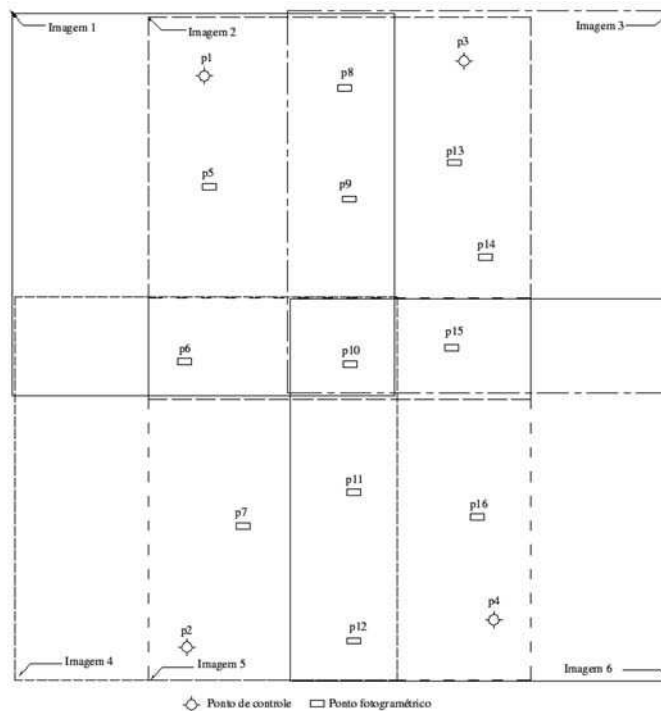 Imagem 1
Imagem 2
Imagem 3
p1
p3
p8
p13
p5
p9
p14
p15
p6
p10
p11
p16
p7
p4
p2
p12
Imagem 4
Imagem 5
Imagem 6
Ponto de controle
Ponto fotogramétrico